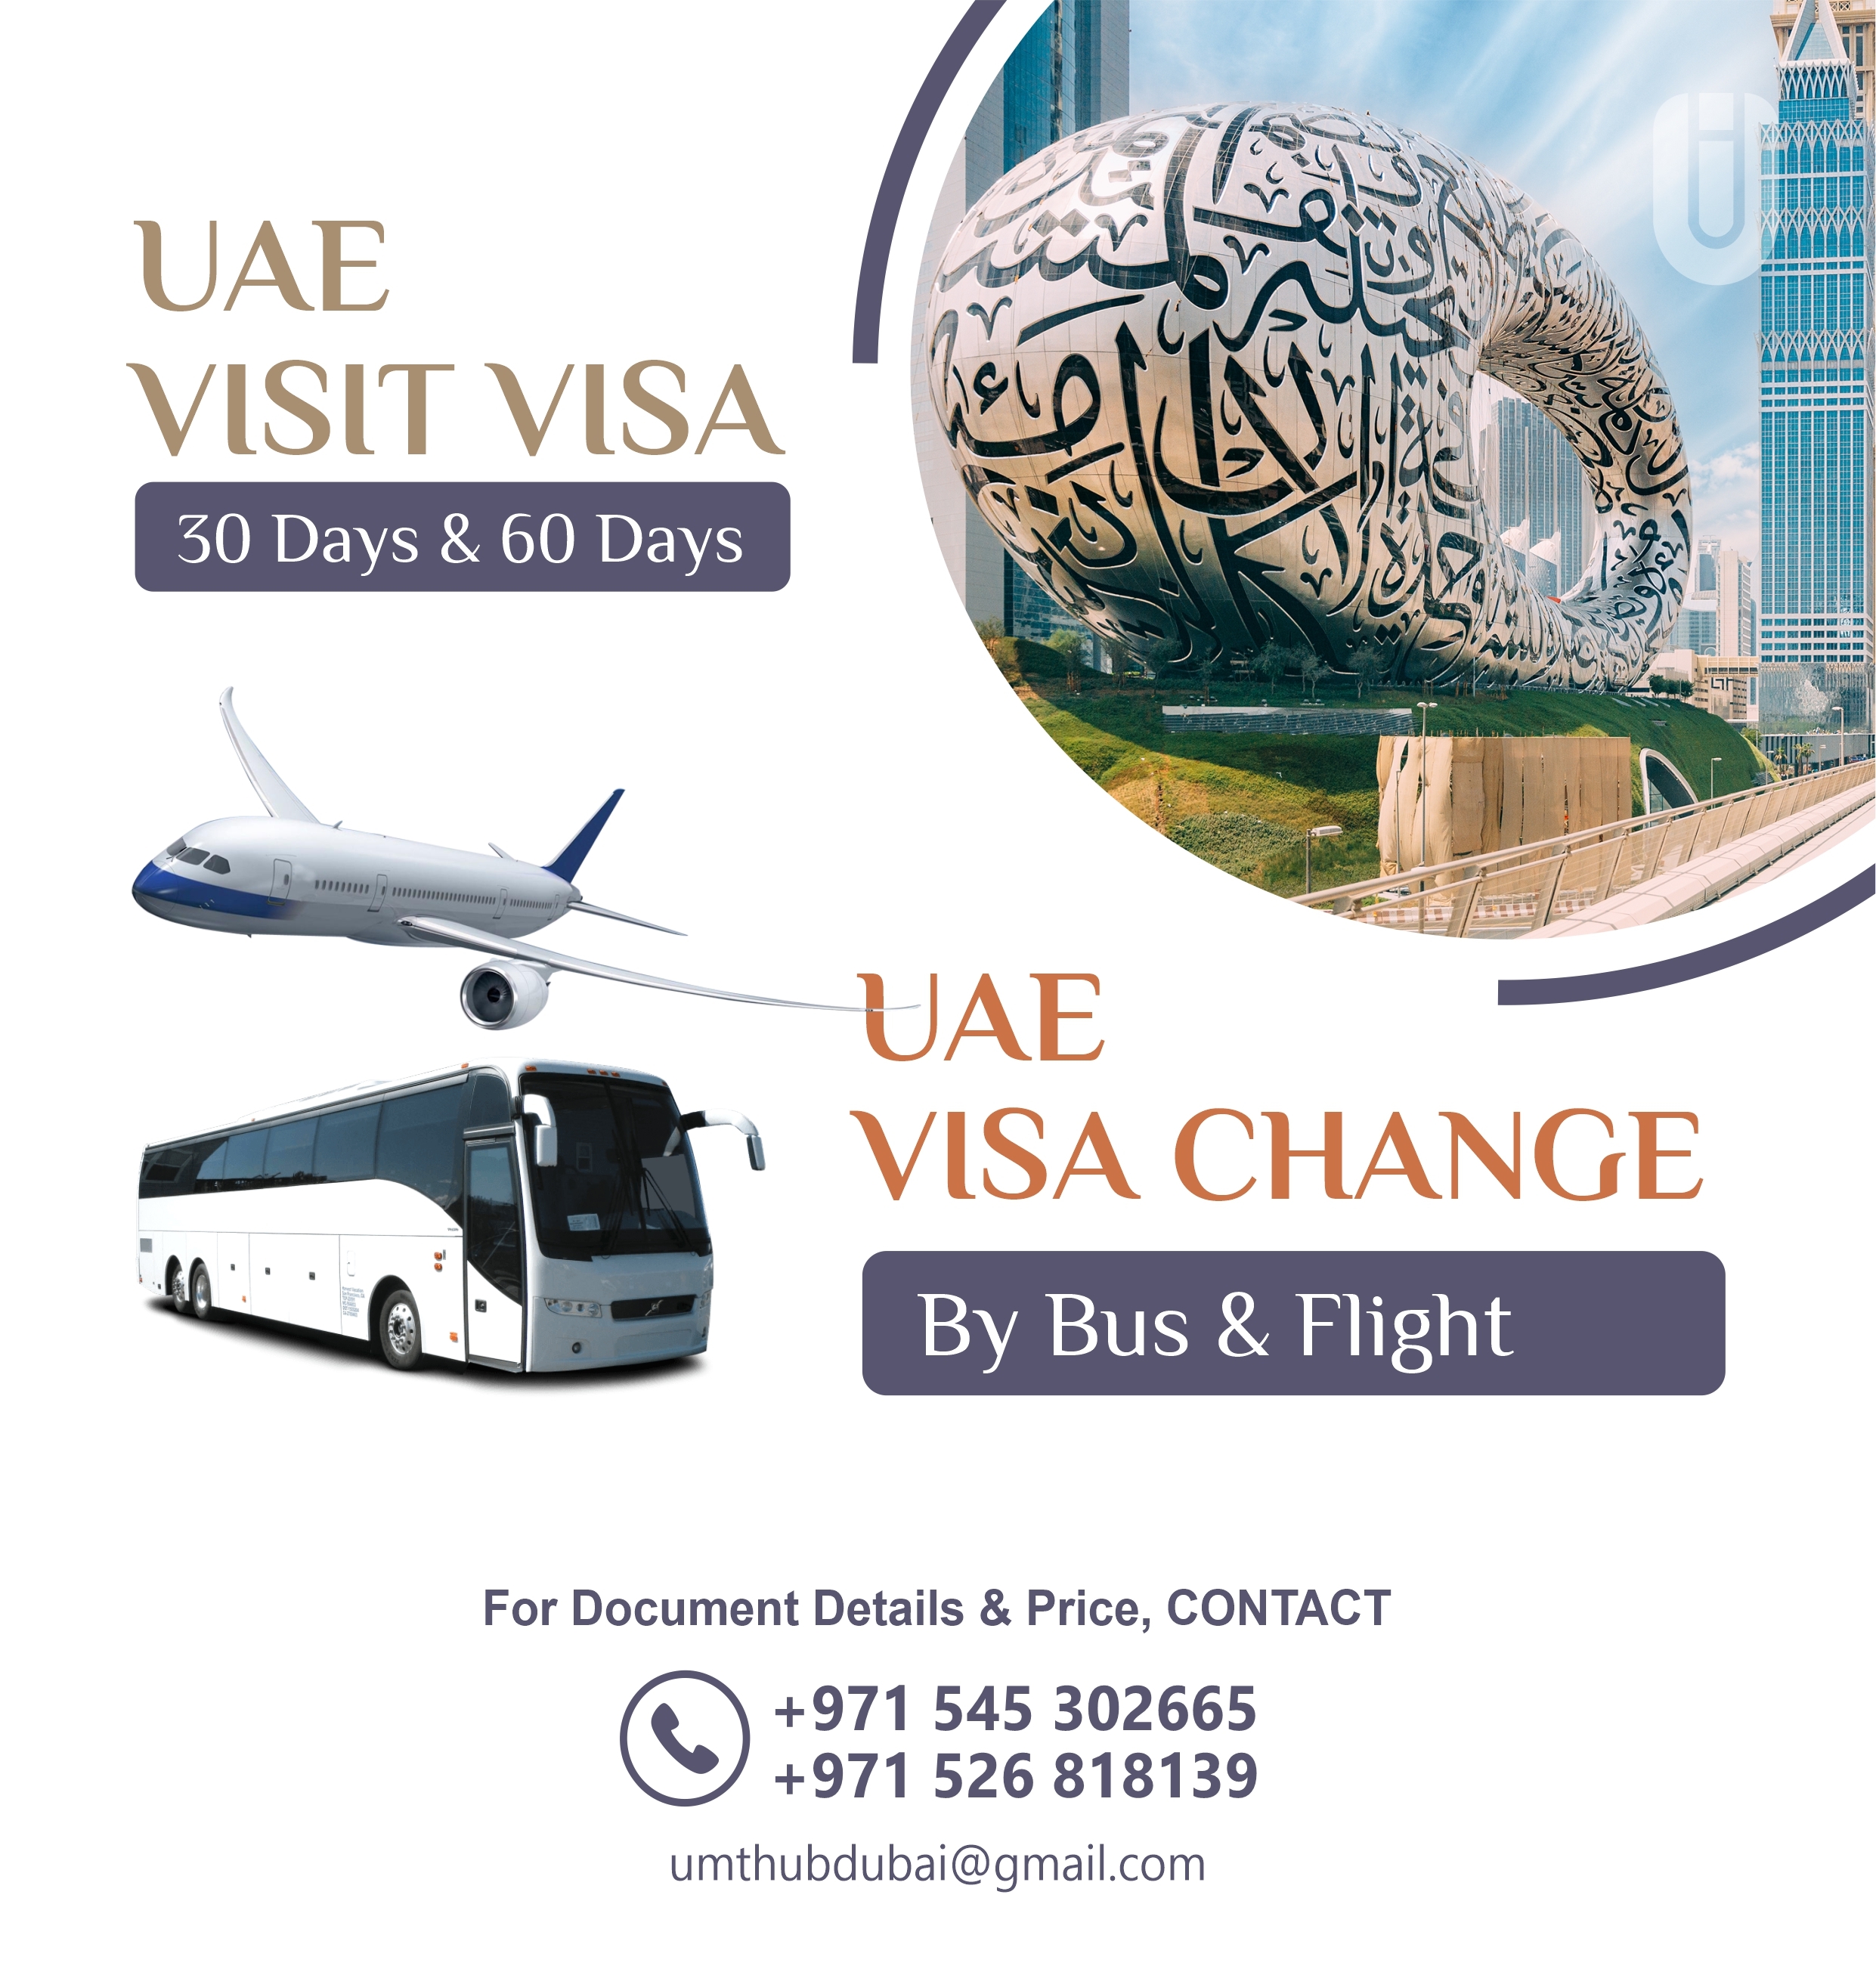 UAE
VISIT VISA
30 Days & 60 Days
UAE
VISA CHANGE
By Bus & Flight
For Document Details & Price, CONTACT
+971 545 302665
+971 526 818139
umthubdubai@gmail.com